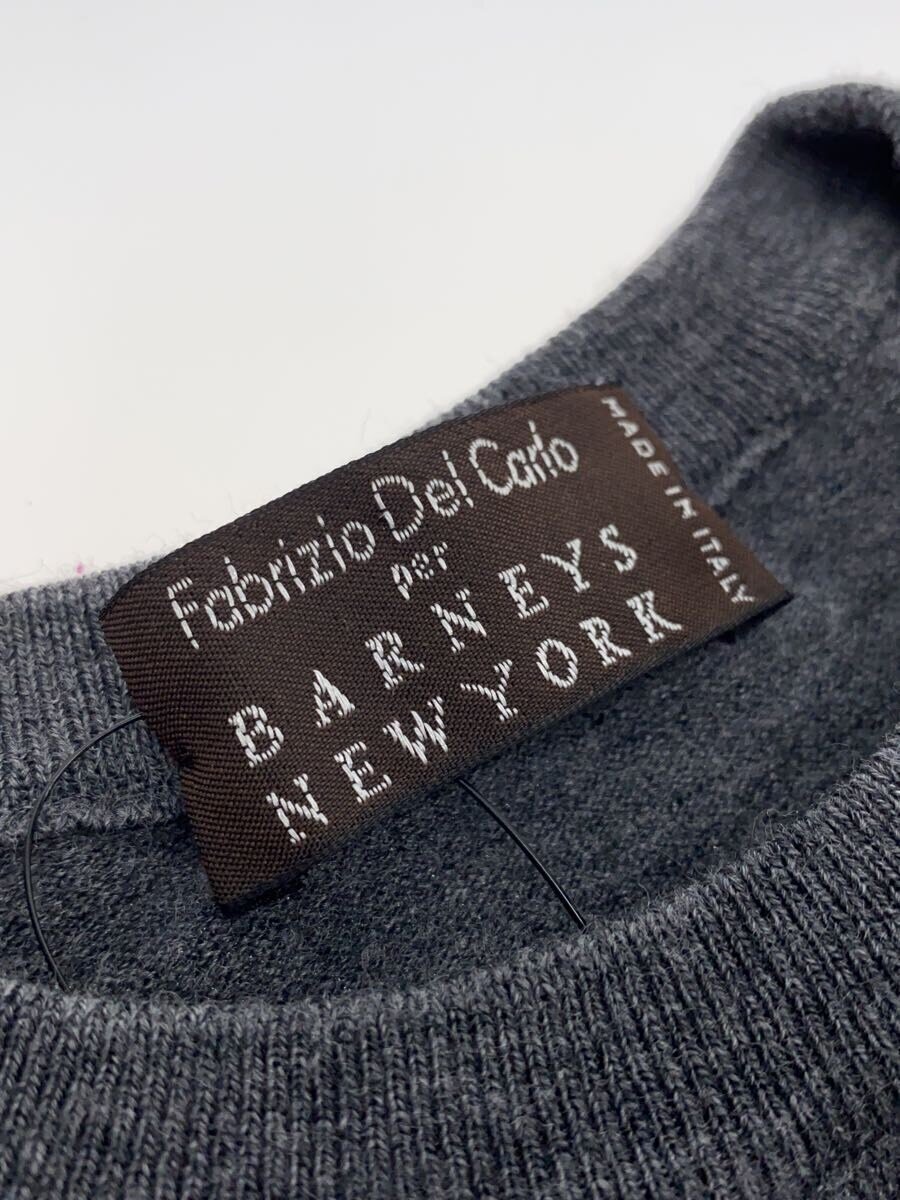 Fabrizio Del Carlo
per
BARNEYS
NEW YORK
MADE IN ITALY